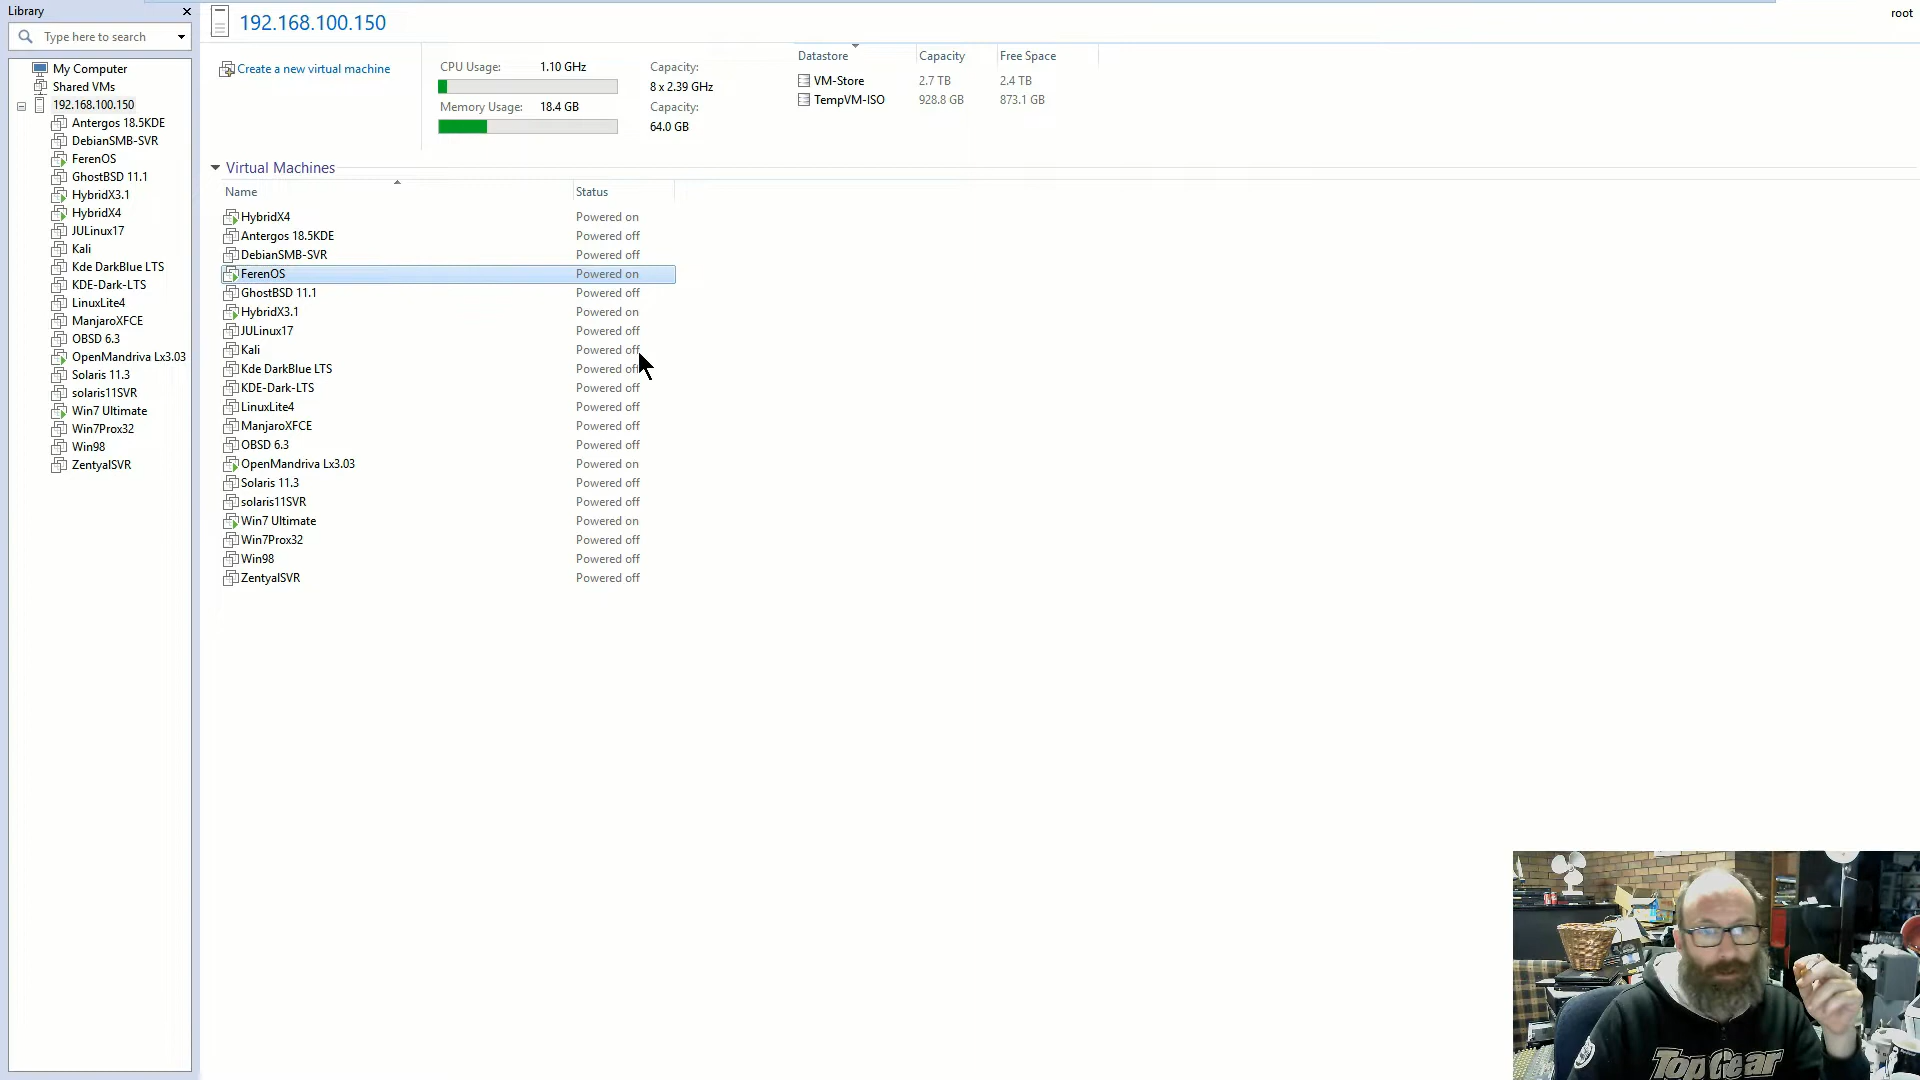 Library
Type here to search
My Computer
Shared VMs
192.168.100.150
Antergos 18.5KDE
DebianSMB-SVR
FerenOS
GhostBSD 11.1
HybridX3.1
HybridX4
JULinux17
Kali
Kde DarkBlue LTS
KDE-Dark-LTS
LinuxLite4
ManjaroXFCE
OBSD 6.3
OpenMandriva Lx3.03
Solaris 11.3
solaris11SVR
Win7 Ultimate
Win7Prox32
Win98
ZentyalSVR
192.168.100.150
root
Create a new virtual machine
CPU Usage: 1.10 GHz
Capacity:
8 x 2.39 GHz
Memory Usage: 18.4 GB
Capacity:
64.0 GB
Datastore Capacity Free Space
VM-Store 2.7 TB 2.4 TB
TempVM-ISO 928.8 GB 873.1 GB
Virtual Machines
Name Status
HybridX4 Powered on
Antergos 18.5KDE Powered off
DebianSMB-SVR Powered off
FerenOS Powered on
GhostBSD 11.1 Powered off
HybridX3.1 Powered on
JULinux17 Powered off
Kali Powered off
Kde DarkBlue LTS Powered off
KDE-Dark-LTS Powered off
LinuxLite4 Powered off
ManjaroXFCE Powered off
OBSD 6.3 Powered off
OpenMandriva Lx3.03 Powered on
Solaris 11.3 Powered off
solaris11SVR Powered off
Win7 Ultimate Powered on
Win7Prox32 Powered off
Win98 Powered off
ZentyalSVR Powered off
Top Gear